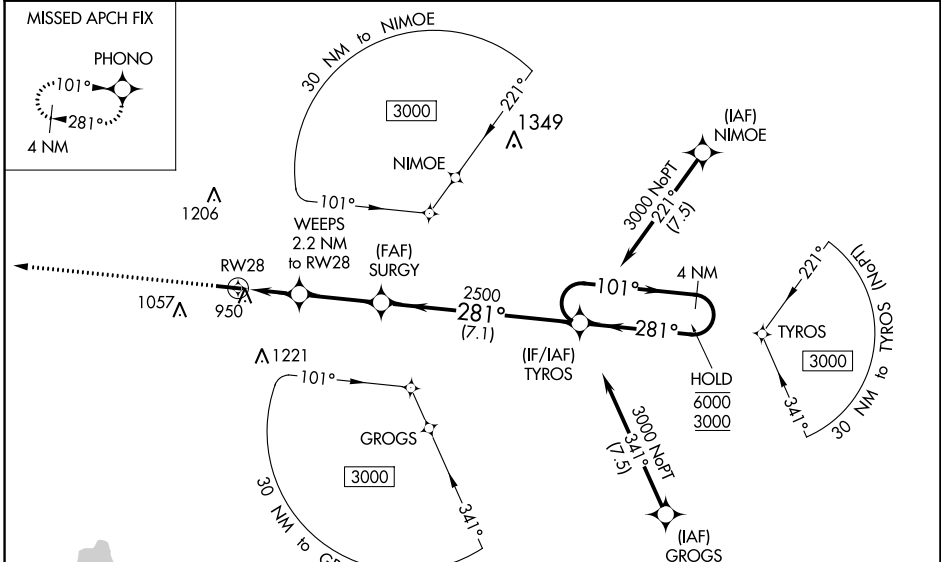 MISSED APCH FIX
PHONO
101°
281°
4 NM
30 NM to NIMOE
3000
221°
NIMOE
101°
1349
(IAF)
NIMOE
3000 NoPT
221°
(7.5)
1206
WEEPS
2.2 NM
to RW28
(FAF)
SURGY
RW28
1057
950
2500
281°
(7.1)
101°
4 NM
281°
(IF/IAF)
TYROS
HOLD
6000
3000
221°
TYROS
3000
341°
30 NM to TYROS (NoPT)
1221
101°
GROGS
3000
341°
30 NM to
3000 NoPT
341°
(7.5)
(IAF)
GROGS